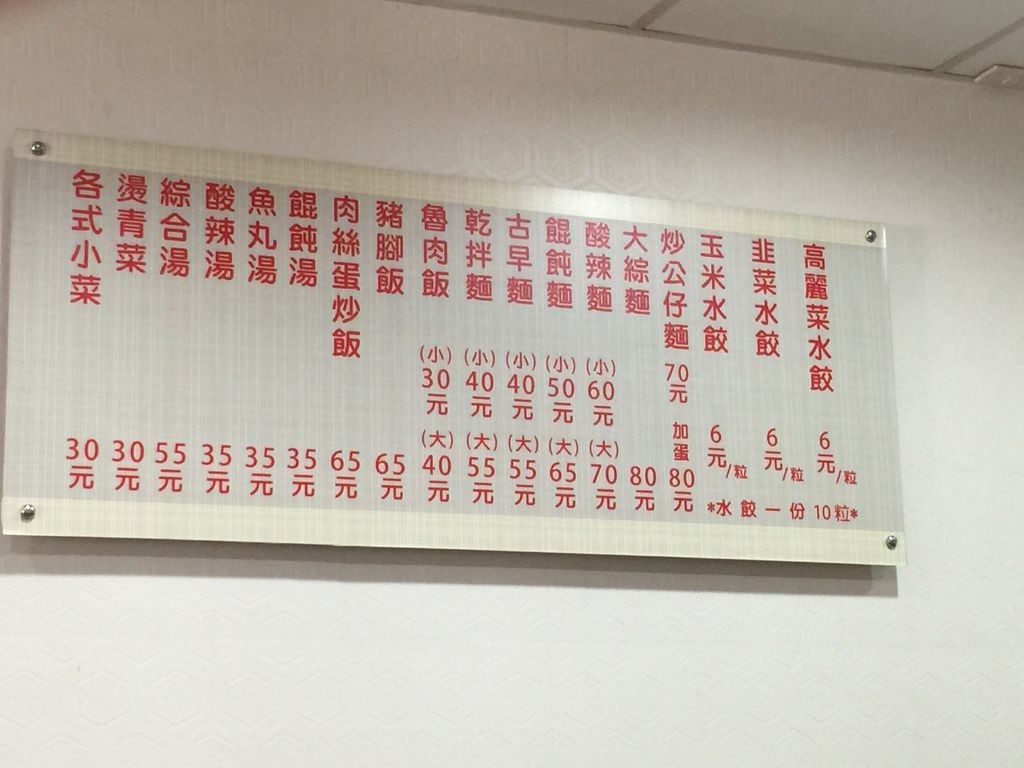 高麗菜水餃 6元/粒
韭菜水餃 6元/粒
玉米水餃 6元/粒
*水餃一份10粒*
炒公仔麵 70元 加蛋 80元
大綜麵 80元
酸辣麵 (小) 60元 (大) 70元
餛飩麵 (小) 50元 (大) 65元
古早麵 (小) 40元 (大) 55元
乾拌麵 (小) 40元 (大) 55元
魯肉飯 (小) 30元 (大) 40元
豬腳飯 65元
肉絲蛋炒飯 65元
餛飩湯 35元
魚丸湯 35元
酸辣湯 35元
綜合湯 55元
燙青菜 30元
各式小菜 30元